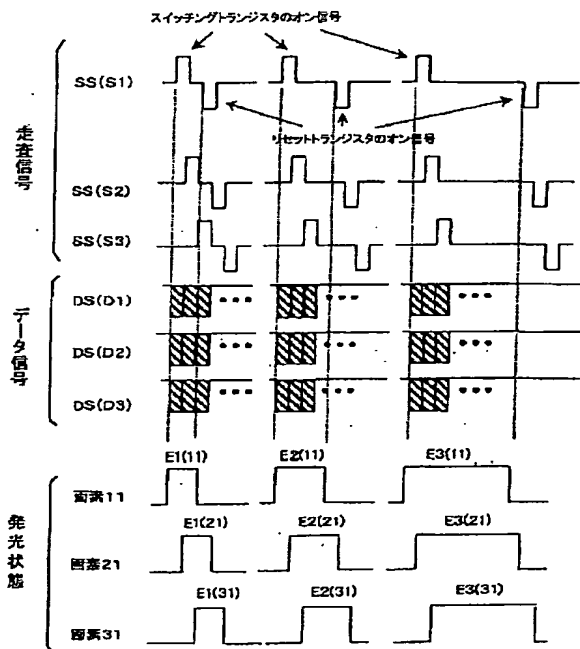 スイッチングトランジスタのオン信号
SS(S1)
リセットトランジスタのオン信号
走査信号
SS(S2)
SS(S3)
データ信号
DS(D1)
DS(D2)
DS(D3)
E1(11) E2(11) E3(11)
画素11
発光状態
E1(21) E2(21) E3(21)
画素21
E1(31) E2(31) E3(31)
画素31